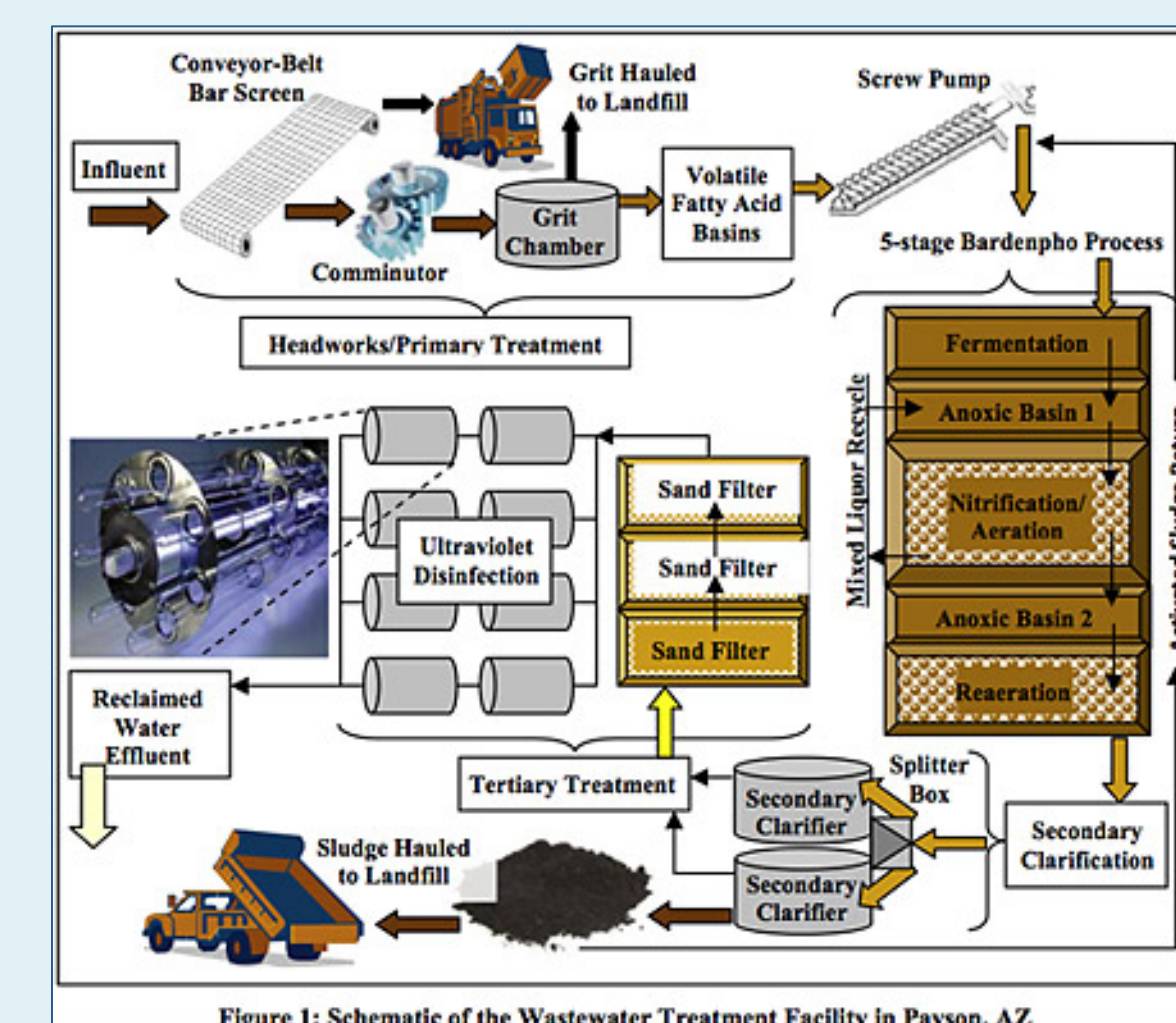 Conveyor-Belt
Bar Screen
Grit Hauled
to Landfill
Screw Pump
Influent
Comminutor
Grit
Chamber
Volatile
Fatty Acid
Basins
Headworks/Primary Treatment
5-stage Bardenpho Process
Fermentation
Anoxic Basin 1
Nitrification/
Aeration
Anoxic Basin 2
Reaeration
Mixed Liquor Recycle
Sand Filter
Sand Filter
Sand Filter
Ultraviolet
Disinfection
Reclaimed
Water
Effluent
Tertiary Treatment
Secondary
Clarifier
Secondary
Clarifier
Splitter
Box
Secondary
Clarification
Sludge Hauled
to Landfill
Figure 1: Schematic of the Wastewater Treatment Facility in Payson, AZ